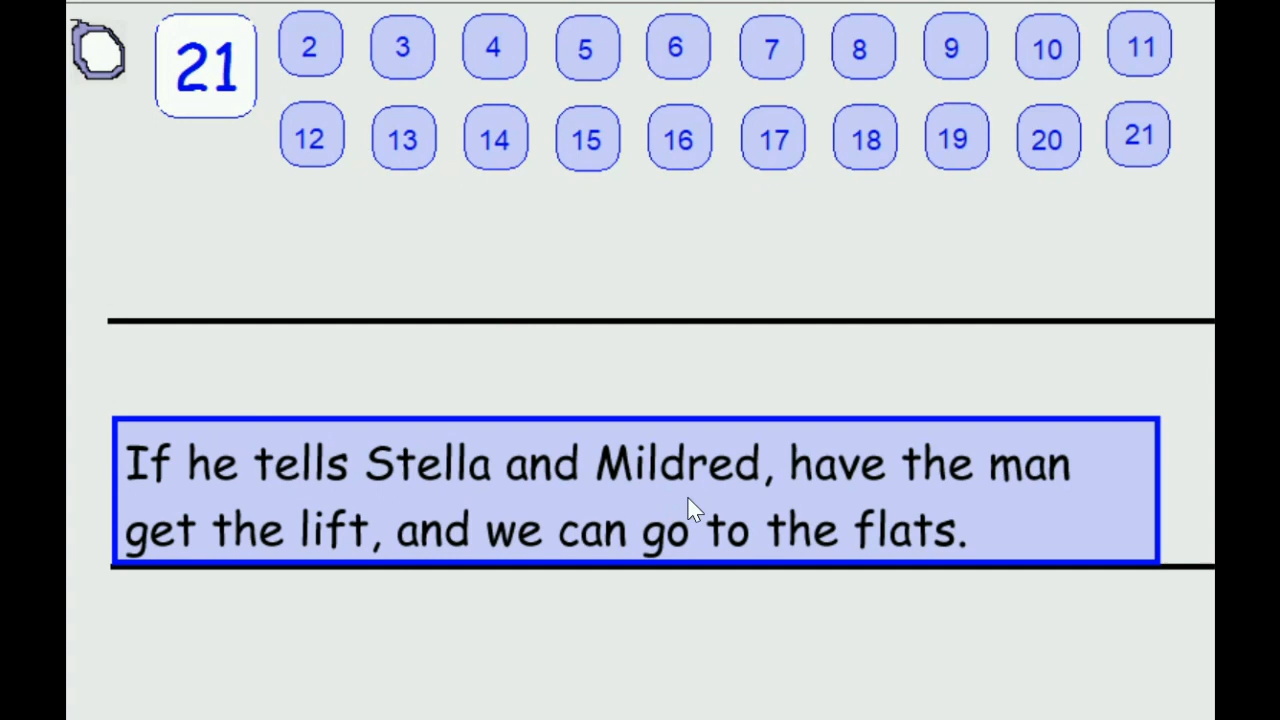 21 2 3 4 5 6 7 8 9 10 11
12 13 14 15 16 17 18 19 20 21
If he tells Stella and Mildred, have the man
get the lift, and we can go to the flats.